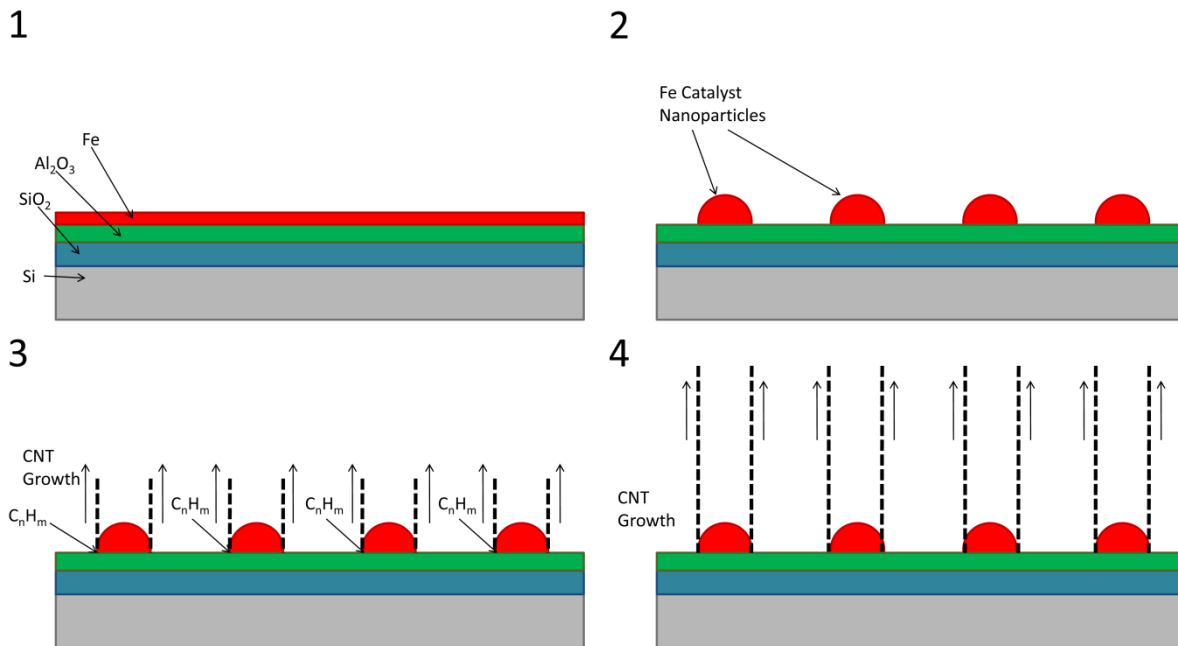 1
Fe
Al₂O₃
SiO₂
Si
2
Fe Catalyst
Nanoparticles
3
CNT
Growth
CₙHₘ
CₙHₘ
CₙHₘ
CₙHₘ
4
CNT
Growth